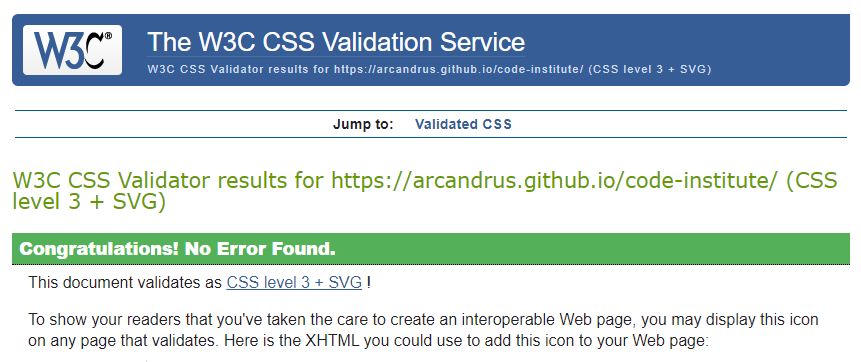 W3C®
The W3C CSS Validation Service
W3C CSS Validator results for https://arcandrus.github.io/code-institute/ (CSS level 3 + SVG)
Jump to: Validated CSS
W3C CSS Validator results for https://arcandrus.github.io/code-institute/ (CSS
level 3 + SVG)
Congratulations! No Error Found.
This document validates as CSS level 3 + SVG !
To show your readers that you've taken the care to create an interoperable Web page, you may display this icon
on any page that validates. Here is the XHTML you could use to add this icon to your Web page: